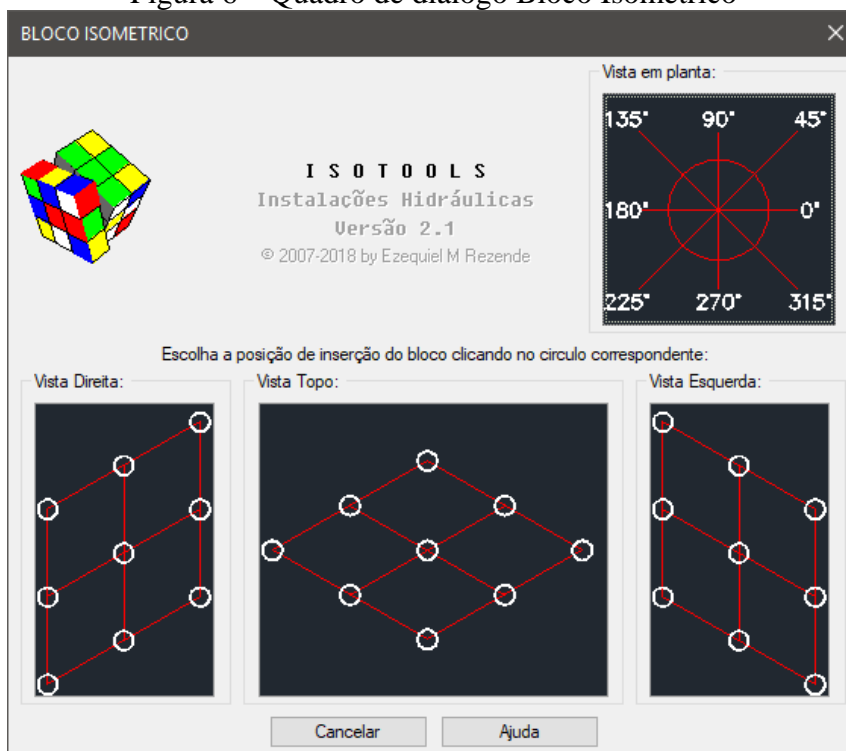 Figura 6 – Quadro de diálogo Bloco Isométrico
BLOCO ISOMETRICO
Vista em planta:
135° 90° 45°
180° 0°
225° 270° 315°
I S O T O O L S
Instalações Hidráulicas
Versão 2.1
© 2007-2018 by Ezequiel M Rezende
Escolha a posição de inserção do bloco clicando no circulo correspondente:
Vista Direita: Vista Topo: Vista Esquerda:
Cancelar Ajuda